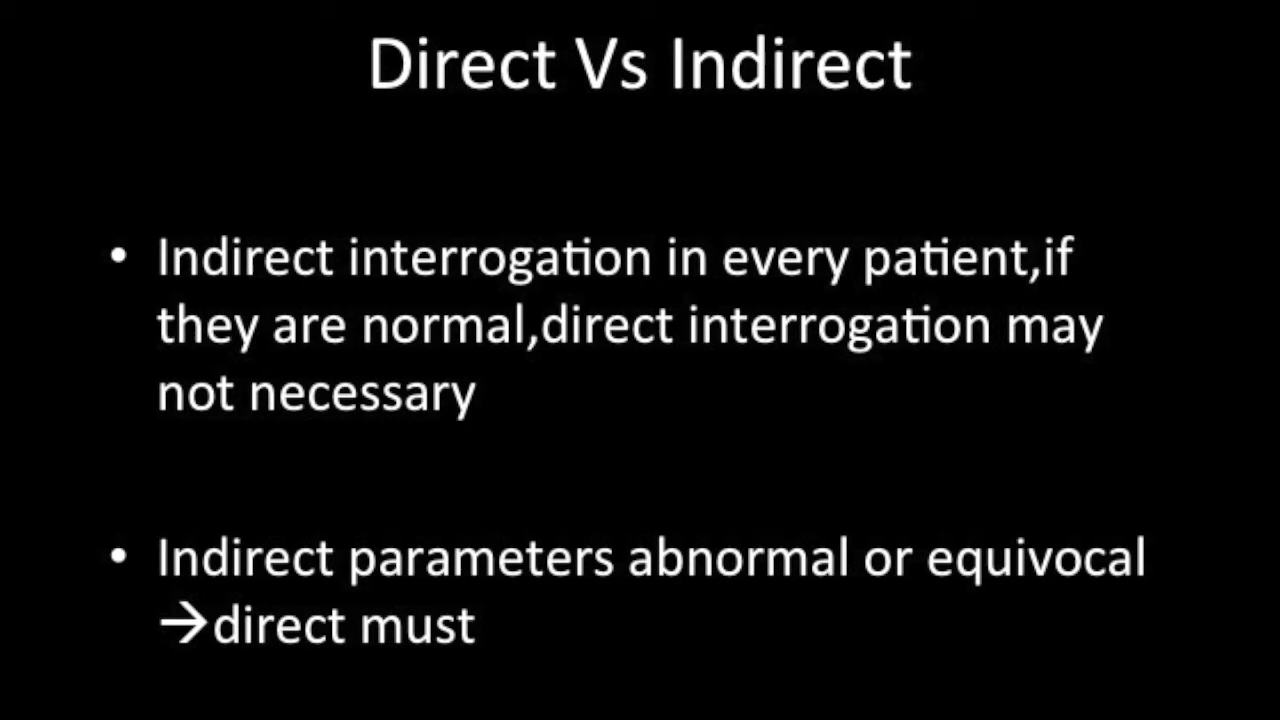 Direct Vs Indirect
• Indirect interrogation in every patient,if
they are normal,direct interrogation may
not necessary
• Indirect parameters abnormal or equivocal
→direct must